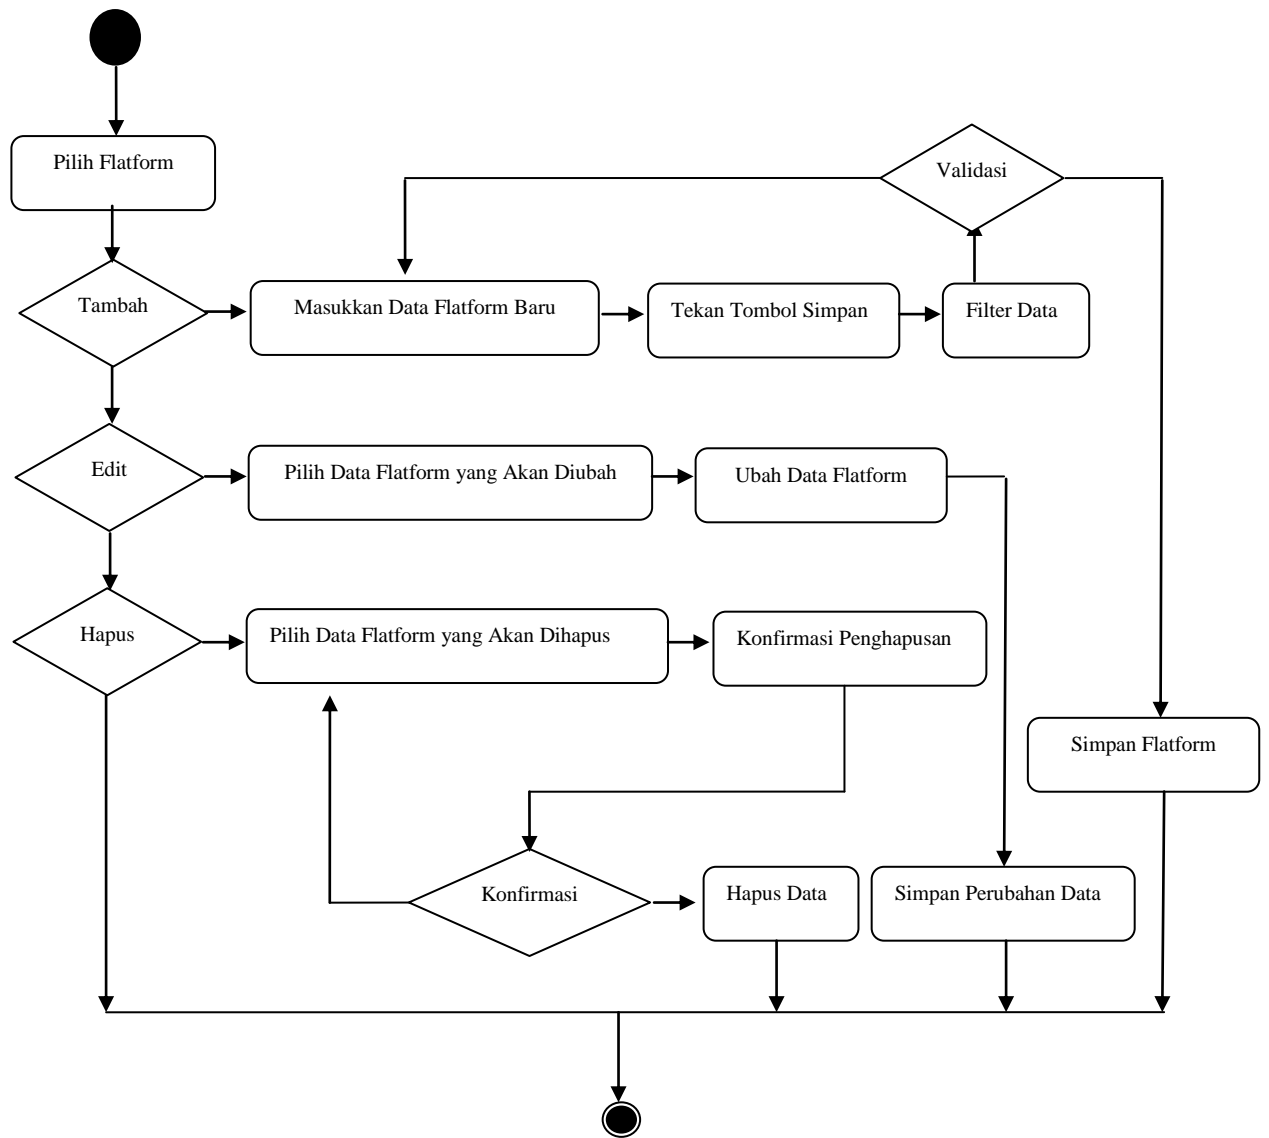 Pilih Flatform
Validasi
Tambah
Masukkan Data Flatform Baru
Tekan Tombol Simpan
Filter Data
Edit
Pilih Data Flatform yang Akan Diubah
Ubah Data Flatform
Hapus
Pilih Data Flatform yang Akan Dihapus
Konfirmasi Penghapusan
Simpan Flatform
Konfirmasi
Hapus Data
Simpan Perubahan Data